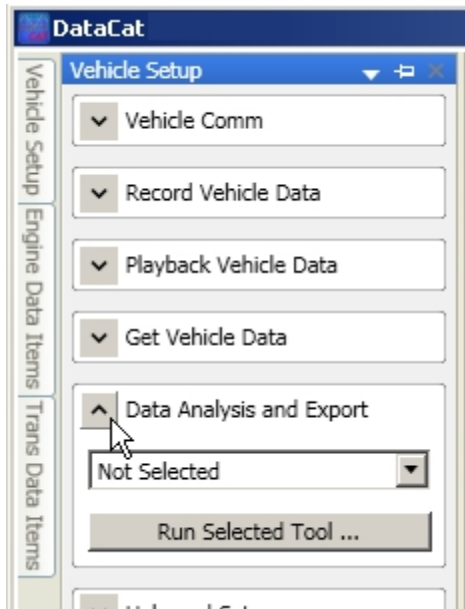 DataCat
Vehicle Setup
Vehicle Setup
Engine Data Items
Trans Data Items
Vehicle Comm
Record Vehicle Data
Playback Vehicle Data
Get Vehicle Data
Data Analysis and Export
Not Selected
Run Selected Tool ...